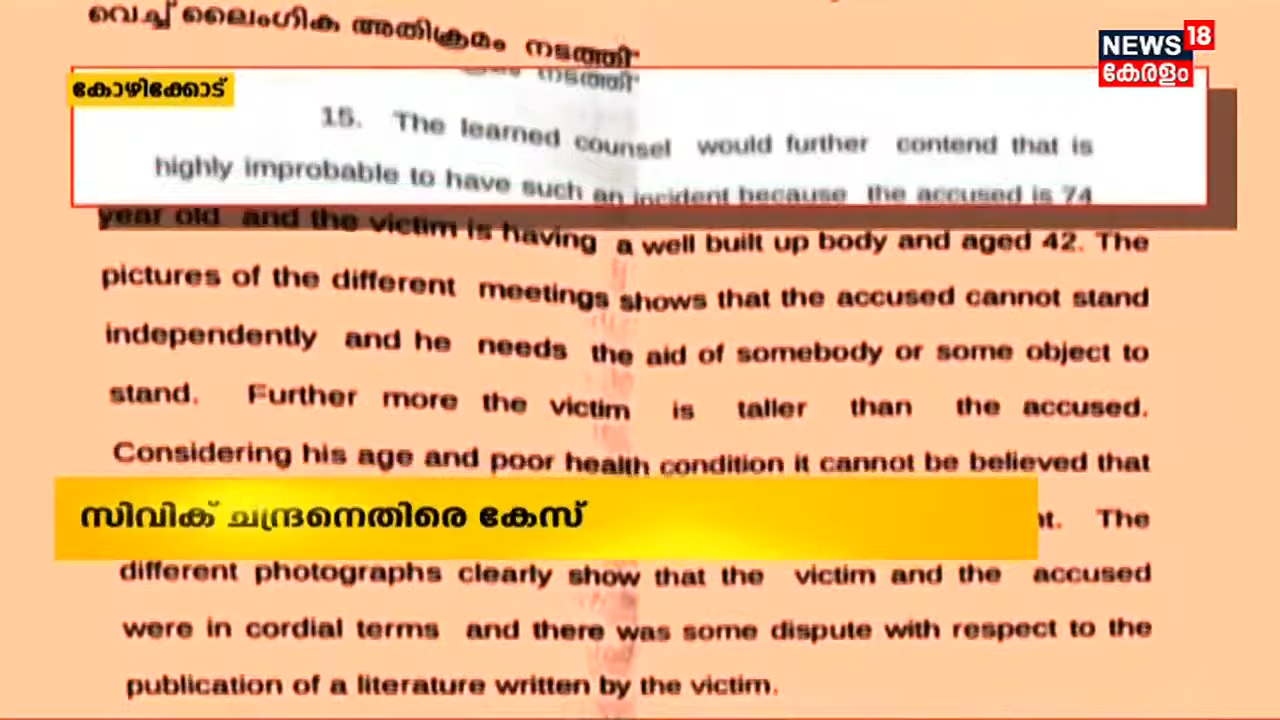 വെച്ച് ലൈംഗിക അതിക്രമം നടത്തി"
NEWS 18
കേരളം
കോഴിക്കോട്
നടത്തി"
15. The learned counsel would further contend that is
highly improbable to have such an incident because the accused is 74
year old and the victim is having a well built up body and aged 42. The
pictures of the different meetings shows that the accused cannot stand
independently and he needs the aid of somebody or some object to
stand. Further more the victim is taller than the accused.
Considering his age and poor health condition it cannot be believed that
സിവിക് ചന്ദ്രനെതിരെ കേസ്
The
different photographs clearly show that the victim and the accused
were in cordial terms and there was some dispute with respect to the
publication of a literature written by the victim.